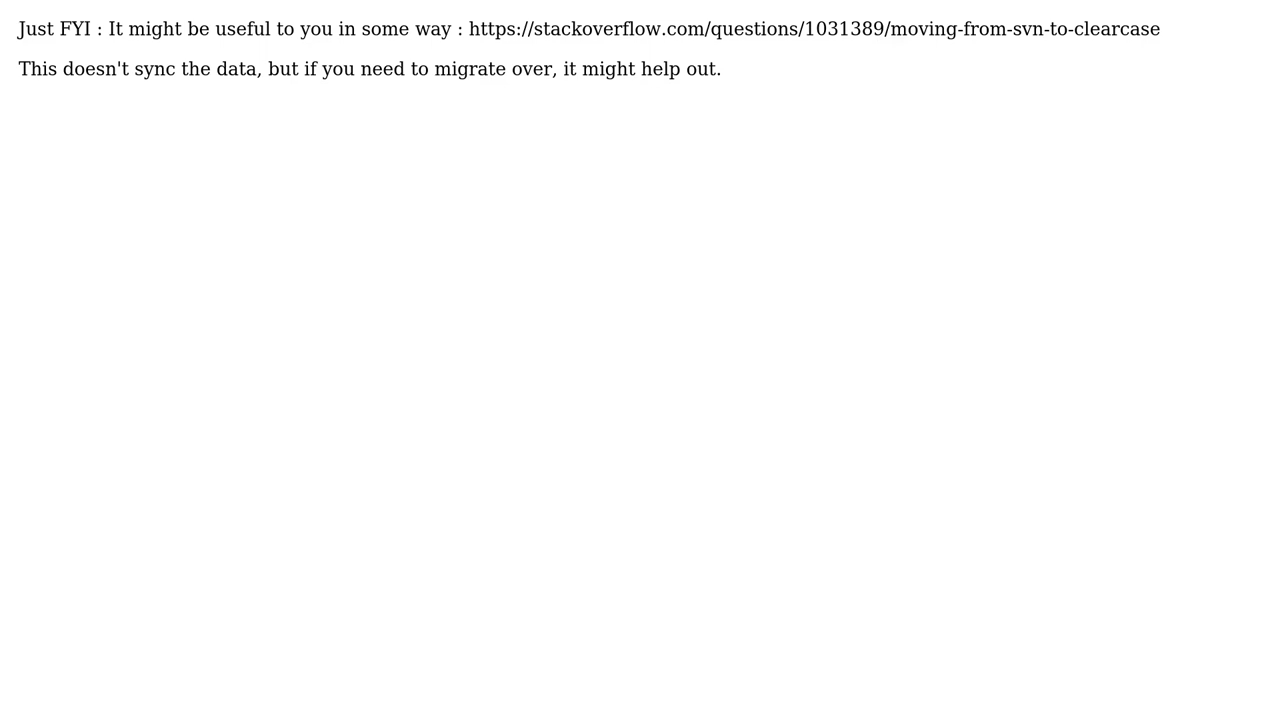 Just FYI : It might be useful to you in some way : https://stackoverflow.com/questions/1031389/moving-from-svn-to-clearcase
This doesn't sync the data, but if you need to migrate over, it might help out.